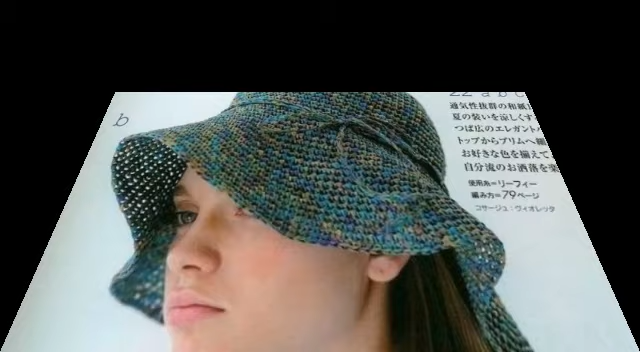 22 a b c
b
通気性抜群の和紙
夏の装いを涼しくす
つば広のエレガント
トップからブリムへ
お好きな色を揃えて
自分流のお洒落を楽
使用糸=リーフィー
編み方=79ページ
コサージュ:ヴィオレッタ